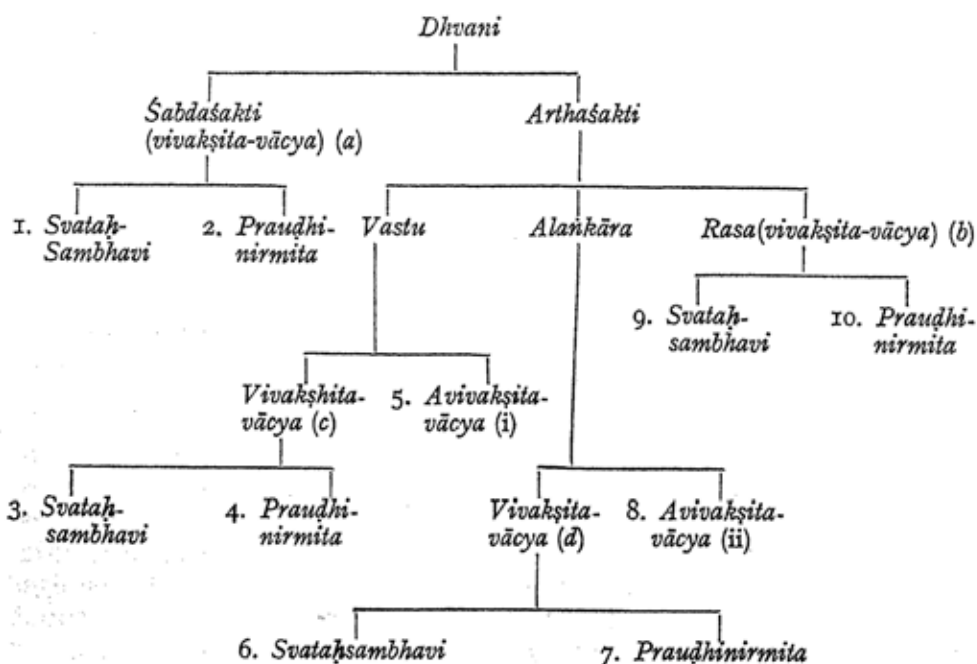 Dhvani
Śabdaśakti
(vivakṣita-vācya) (a)
Arthaśakti
1. Svataḥ-
Sambhavi
2. Prauḍhi-
nirmita
Vastu
Alaṅkāra
Rasa(vivakṣita-vācya) (b)
9. Svataḥ-
sambhavi
10. Prauḍhi-
nirmita
Vivakṣhita-
vācya (c)
5. Avivakṣita-
vācya (i)
3. Svataḥ-
sambhavi
4. Prauḍhi-
nirmita
Vivakṣita-
vācya (d)
8. Avivakṣita-
vācya (ii)
6. Svataḥsambhavi
7. Prauḍhinirmita